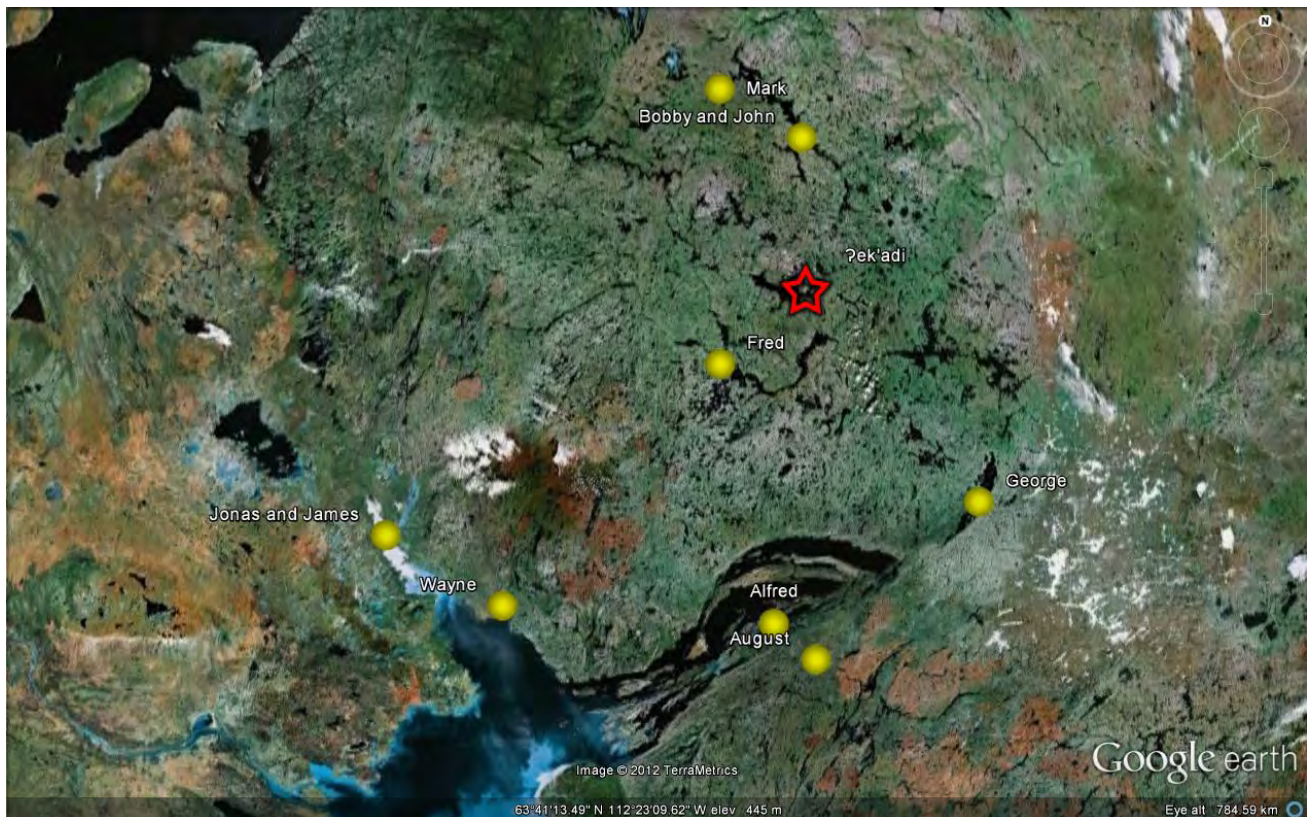 N
Mark
Bobby and John
Ɂek'adi
Fred
George
Jonas and James
Wayne
Alfred
August
Google earth
Image © 2012 TerraMetrics
63°41'13.49" N 112°23'09.62" W elev 445 m
Eye alt 784.59 km